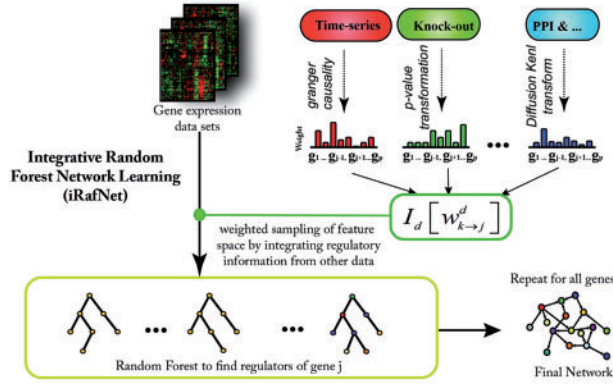 Time-series
Knock-out
PPI & ...
granger
causality
p-value
transformation
Diffusion Kenl
transform
Gene expression
data sets
Weight
g1 ... gj-1, gj+1... gp
g1 ... gj-1, gj+1... gp
g1 ... gj-1, gj+1... gp
Integrative Random
Forest Network Learning
(iRafNet)
I_d [w^d_{k→j}]
weighted sampling of feature
space by integrating regulatory
information from other data
Repeat for all genes
Random Forest to find regulators of gene j
Final Network